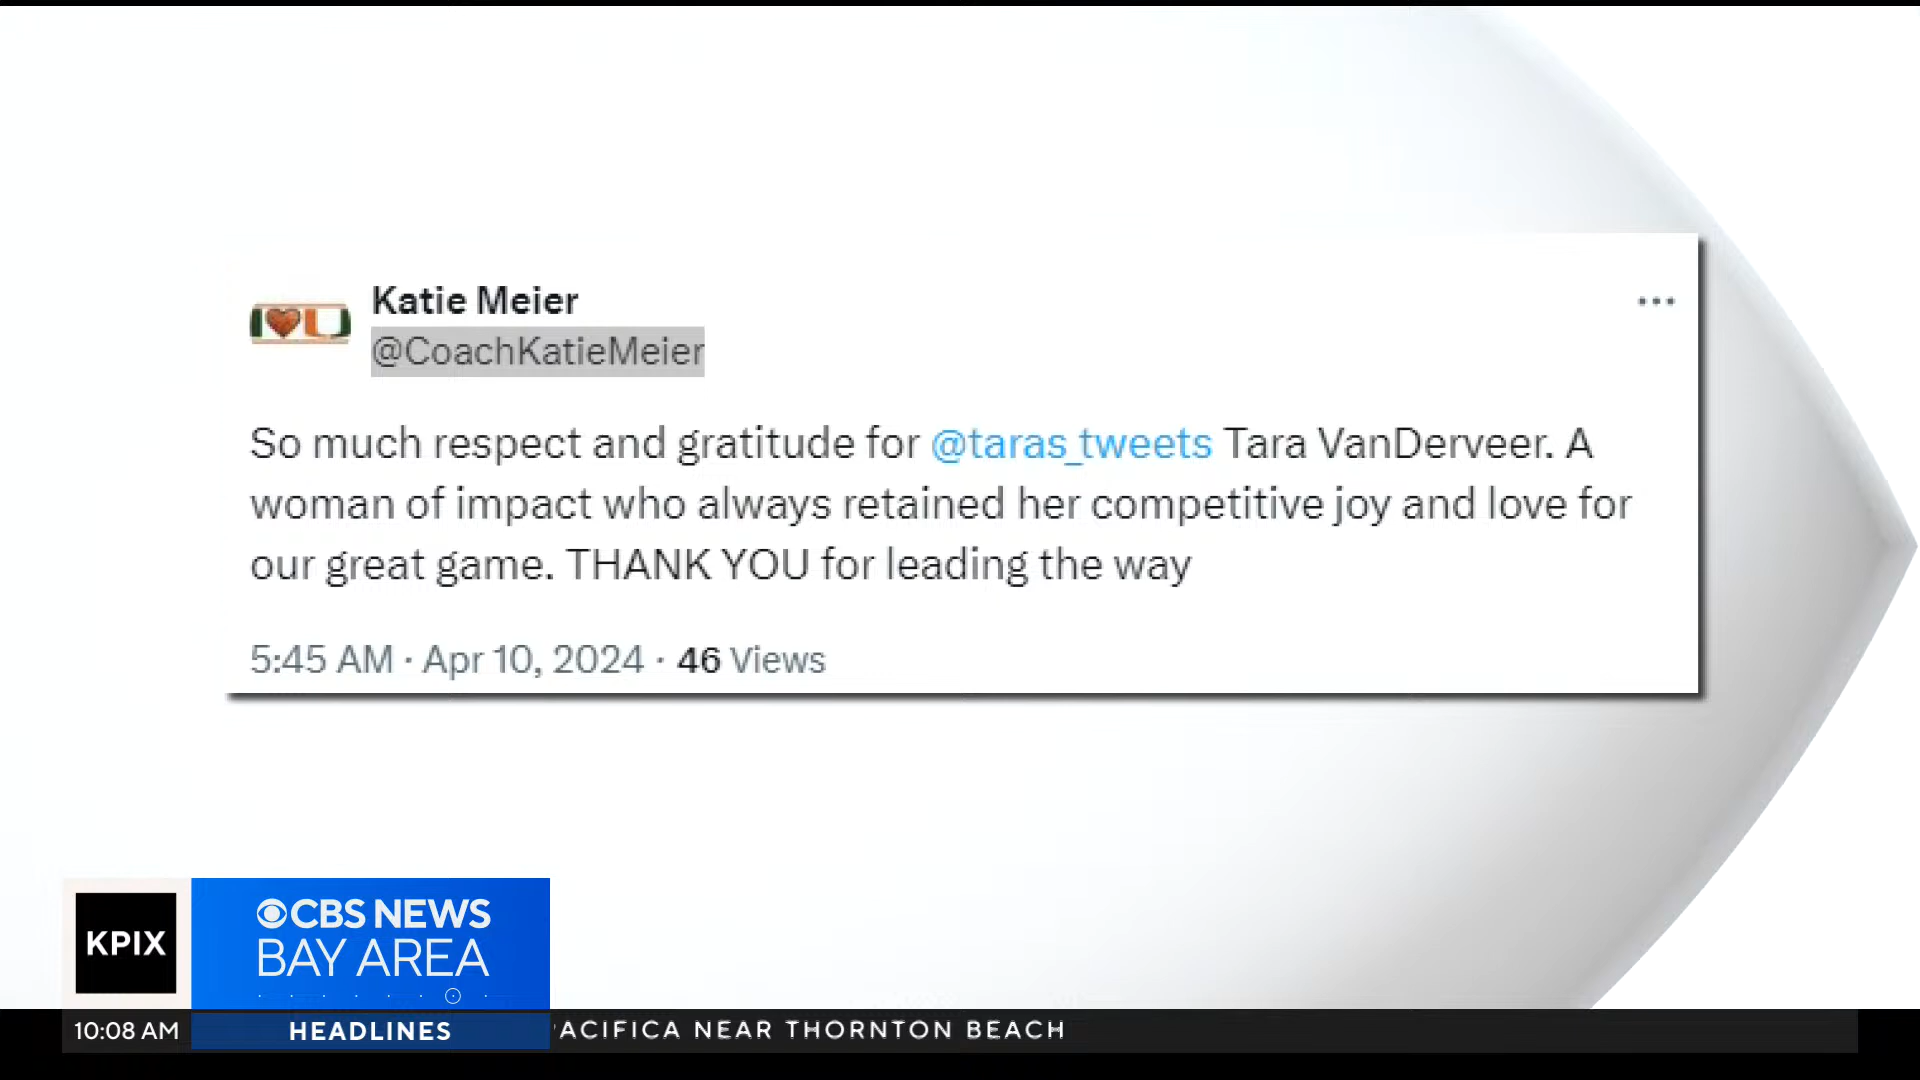 Katie Meier
@CoachKatieMeier
So much respect and gratitude for @taras_tweets Tara VanDerveer. A
woman of impact who always retained her competitive joy and love for
our great game. THANK YOU for leading the way
5:45 AM · Apr 10, 2024 · 46 Views
KPIX
CBS NEWS
BAY AREA
10:08 AM
HEADLINES
ACIFICA NEAR THORNTON BEACH